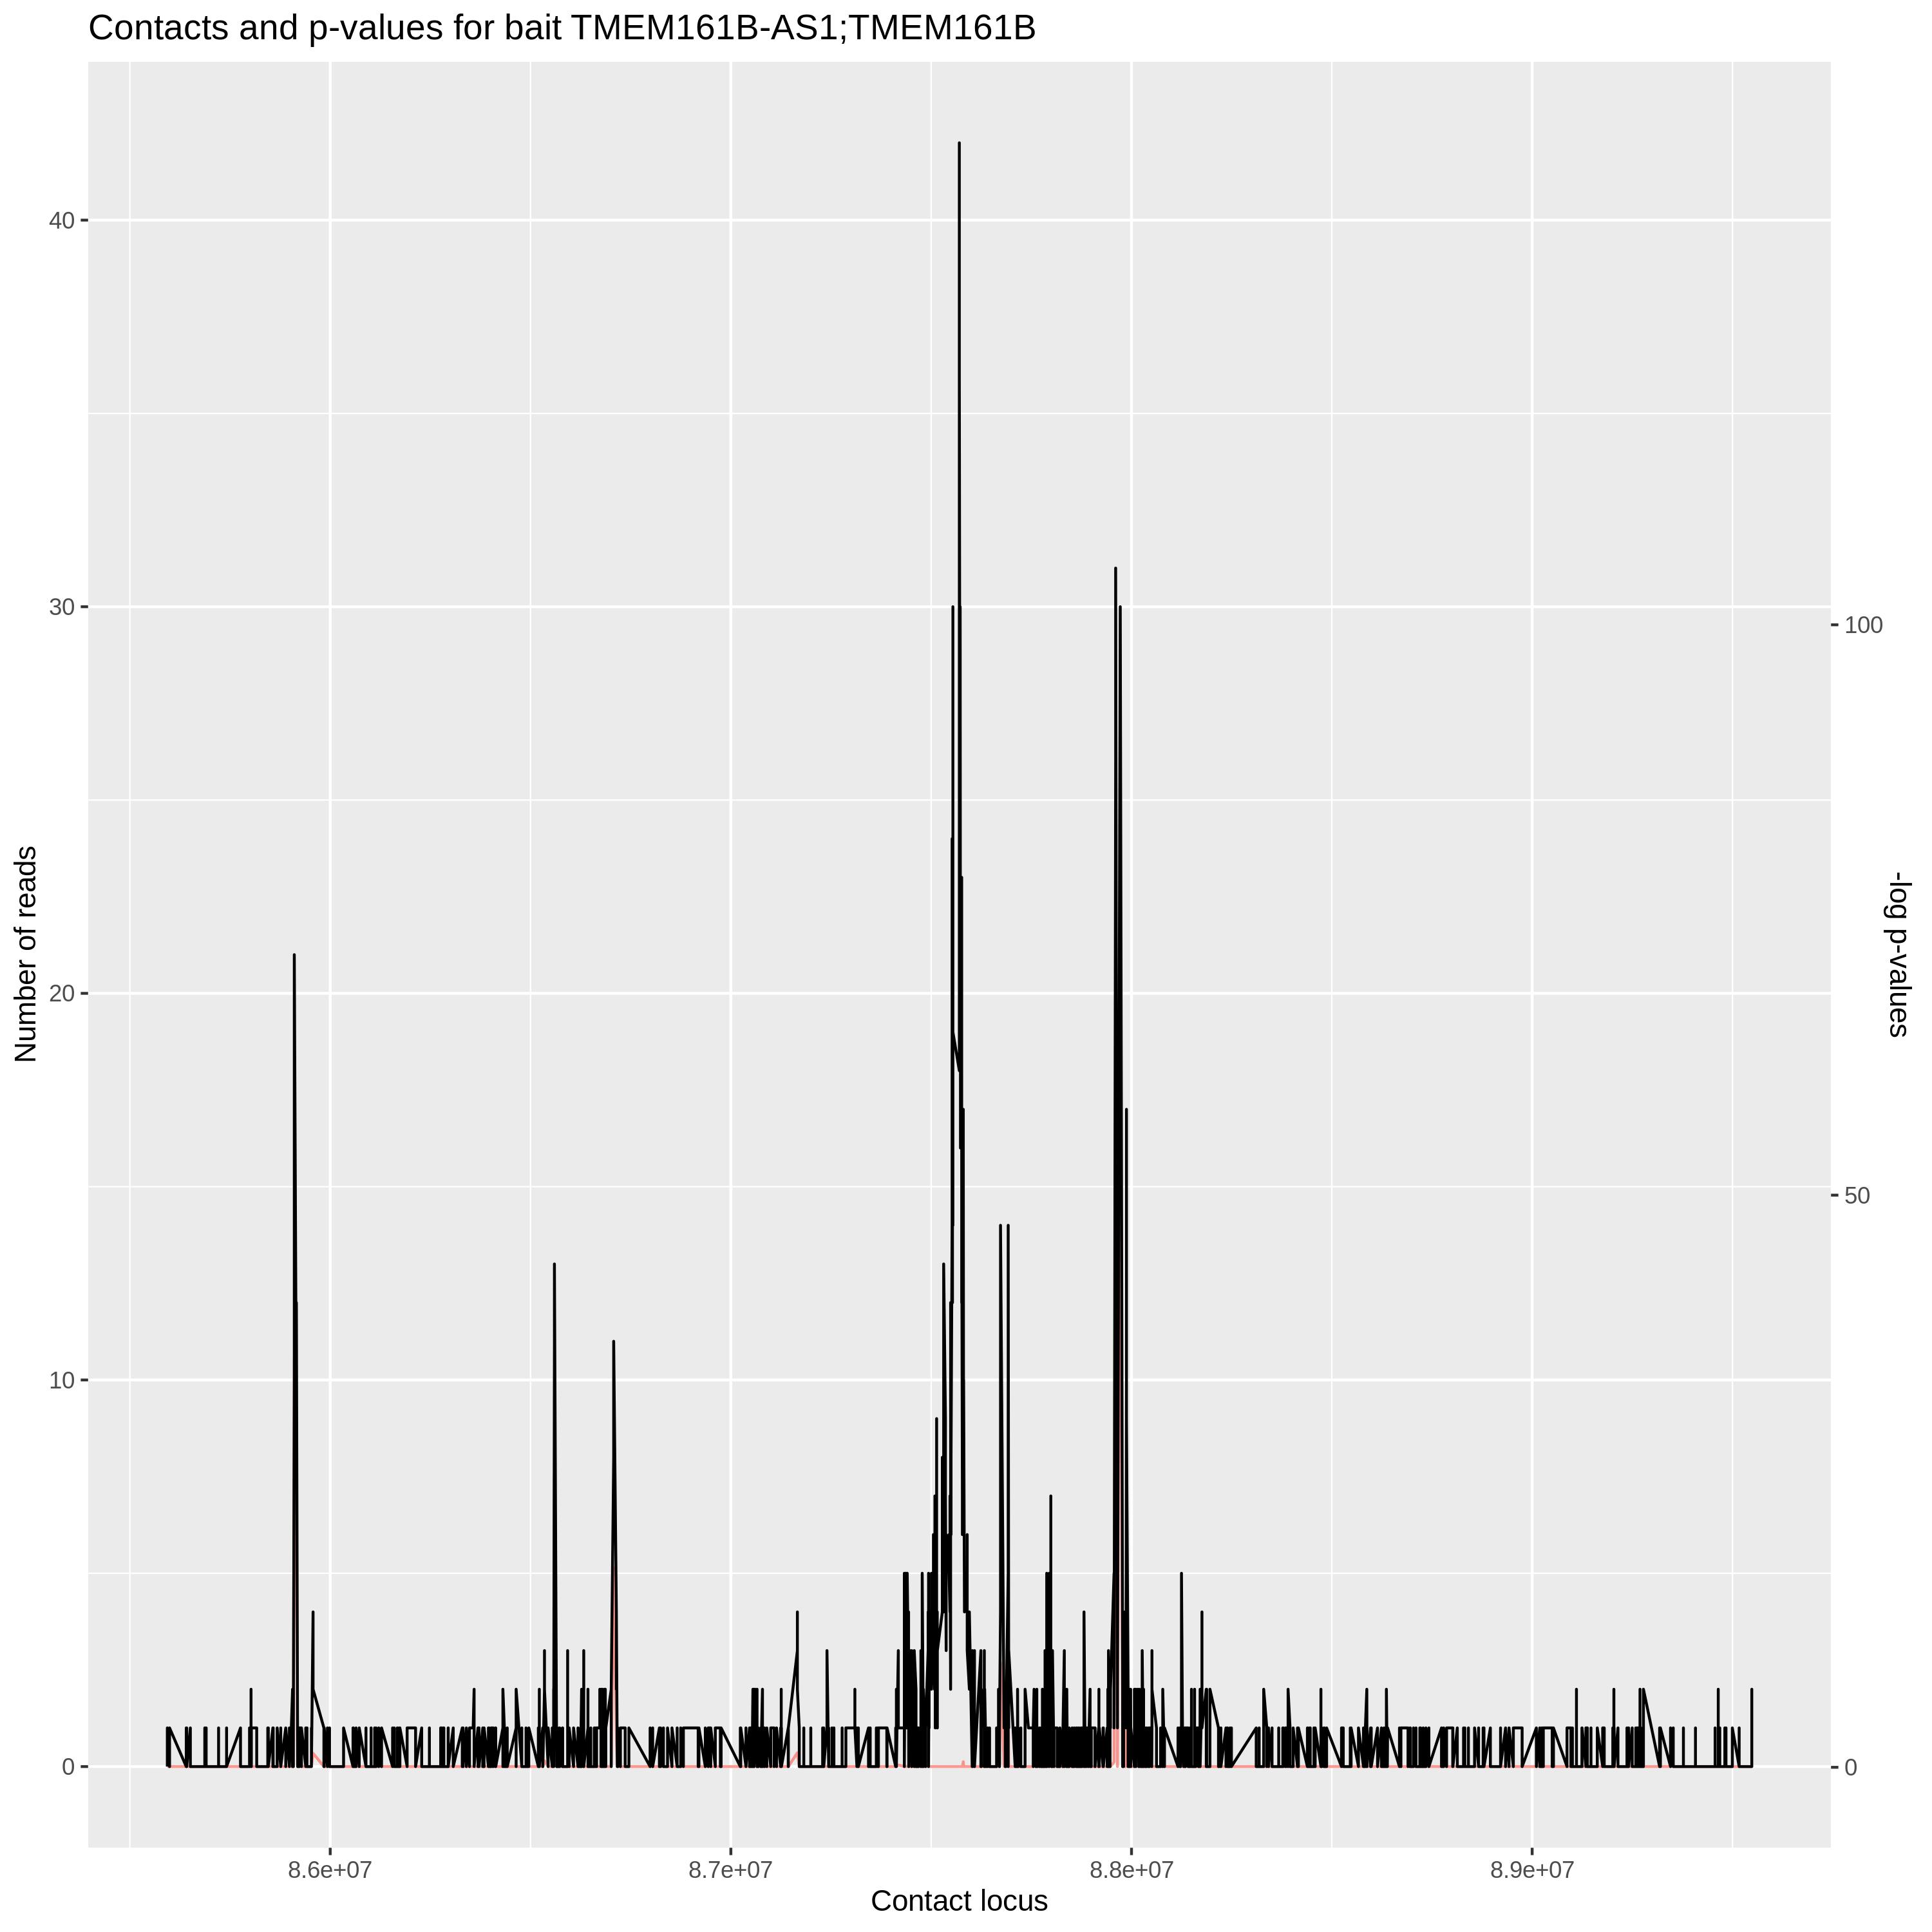 Contacts and p-values for bait TMEM161B-AS1;TMEM161B
40
30
20
10
0
Number of reads
100
50
0
-log p-values
8.6e+07
8.7e+07
8.8e+07
8.9e+07
Contact locus